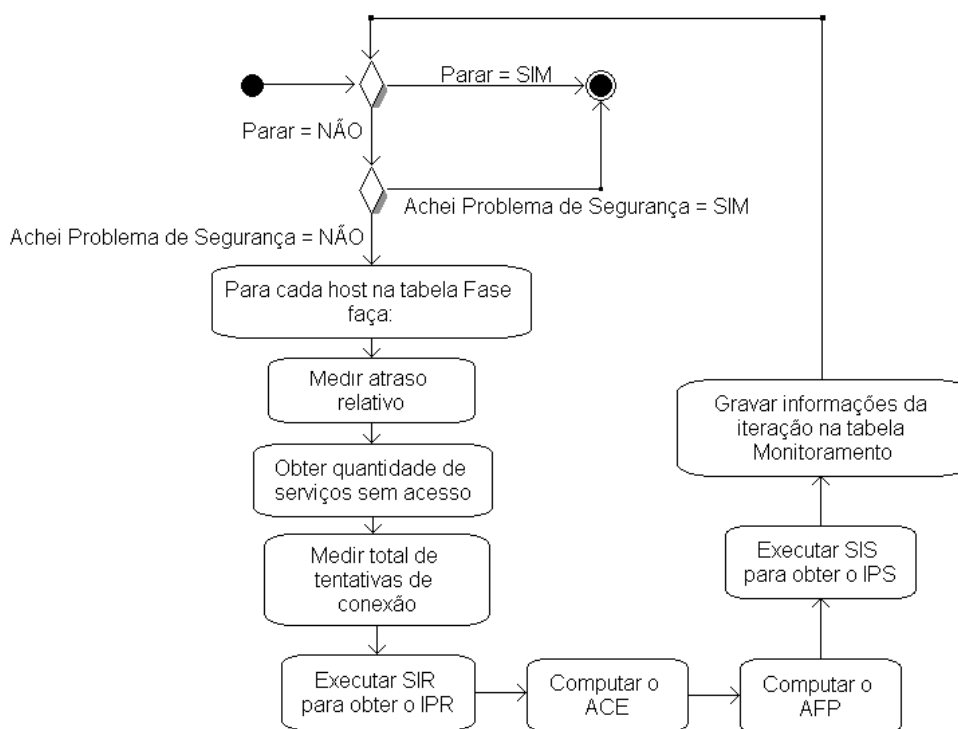 Parar = SIM
Parar = NÃO
Achei Problema de Segurança = SIM
Achei Problema de Segurança = NÃO
Para cada host na tabela Fase
faça:
Medir atraso
relativo
Obter quantidade de
serviços sem acesso
Medir total de
tentativas de
conexão
Executar SIR
para obter o IPR
Computar o
ACE
Computar o
AFP
Executar SIS
para obter o IPS
Gravar informações da
iteração na tabela
Monitoramento